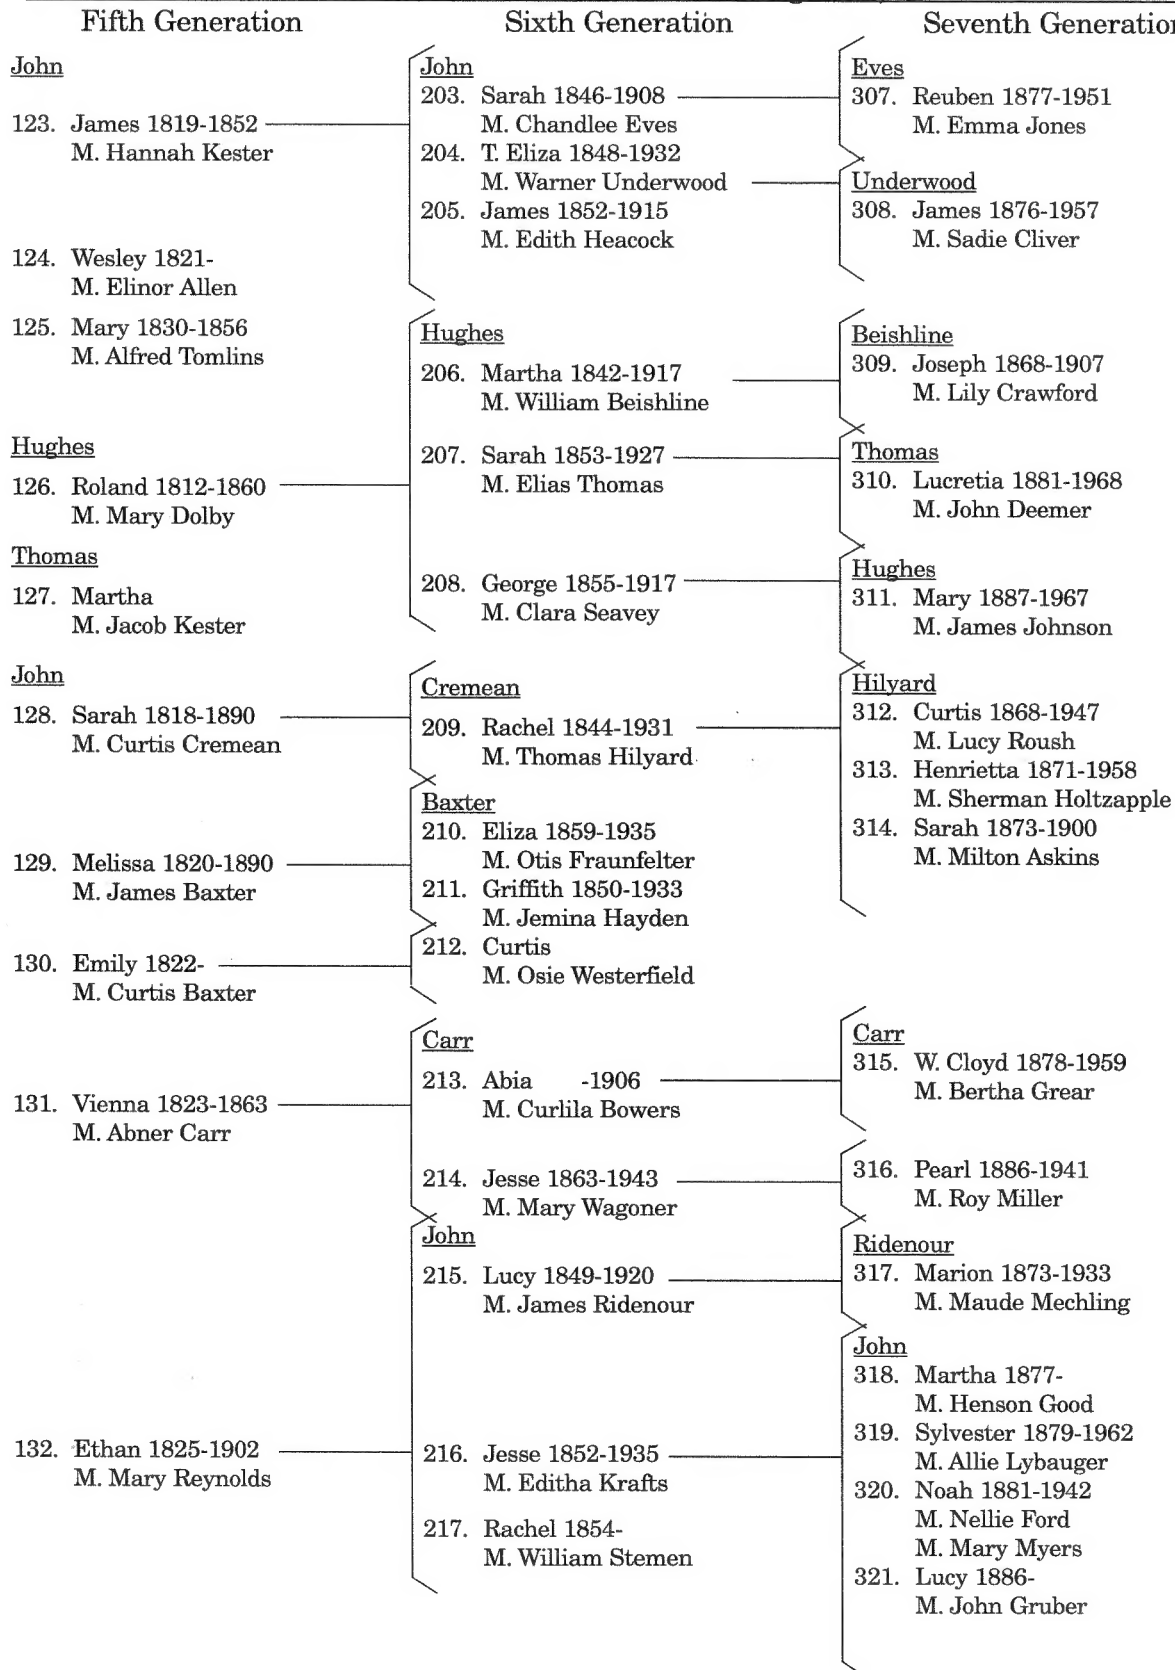 Fifth Generation
John
123. James 1819-1852
M. Hannah Kester
124. Wesley 1821-
M. Elinor Allen
125. Mary 1830-1856
M. Alfred Tomlins
Hughes
126. Roland 1812-1860
M. Mary Dolby
Thomas
127. Martha
M. Jacob Kester
John
128. Sarah 1818-1890
M. Curtis Cremean
129. Melissa 1820-1890
M. James Baxter
130. Emily 1822-
M. Curtis Baxter
131. Vienna 1823-1863
M. Abner Carr
132. Ethan 1825-1902
M. Mary Reynolds
Sixth Generation
John
203. Sarah 1846-1908
M. Chandlee Eves
204. T. Eliza 1848-1932
M. Warner Underwood
205. James 1852-1915
M. Edith Heacock
Hughes
206. Martha 1842-1917
M. William Beishline
207. Sarah 1853-1927
M. Elias Thomas
208. George 1855-1917
M. Clara Seavey
Cremean
209. Rachel 1844-1931
M. Thomas Hilyard
Baxter
210. Eliza 1859-1935
M. Otis Fraunfelter
211. Griffith 1850-1933
M. Jemina Hayden
212. Curtis
M. Osie Westerfield
Carr
213. Abia -1906
M. Curlila Bowers
214. Jesse 1863-1943
M. Mary Wagoner
John
215. Lucy 1849-1920
M. James Ridenour
216. Jesse 1852-1935
M. Editha Krafts
217. Rachel 1854-
M. William Stemen
Seventh Generation
Eves
307. Reuben 1877-1951
M. Emma Jones
Underwood
308. James 1876-1957
M. Sadie Cliver
Beishline
309. Joseph 1868-1907
M. Lily Crawford
Thomas
310. Lucretia 1881-1968
M. John Deemer
Hughes
311. Mary 1887-1967
M. James Johnson
Hilyard
312. Curtis 1868-1947
M. Lucy Roush
313. Henrietta 1871-1958
M. Sherman Holtzapple
314. Sarah 1873-1900
M. Milton Askins
Carr
315. W. Cloyd 1878-1959
M. Bertha Grear
316. Pearl 1886-1941
M. Roy Miller
Ridenour
317. Marion 1873-1933
M. Maude Mechling
John
318. Martha 1877-
M. Henson Good
319. Sylvester 1879-1962
M. Allie Lybauger
320. Noah 1881-1942
M. Nellie Ford
M. Mary Myers
321. Lucy 1886-
M. John Gruber